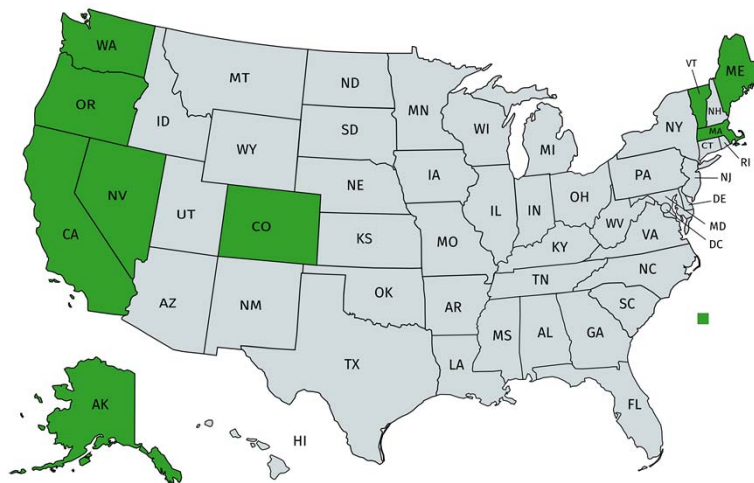 WA
VT
ME
MT
ND
OR
MN
NH
ID
SD
WI
NY
MA
WY
MI
CT
RI
IA
PA
NJ
NE
NV
OH
DE
UT
IL
IN
CO
WV
MD
CA
KS
MO
VA
DC
KY
NC
TN
AZ
OK
NM
AR
SC
MS
AL
GA
TX
LA
AK
FL
HI